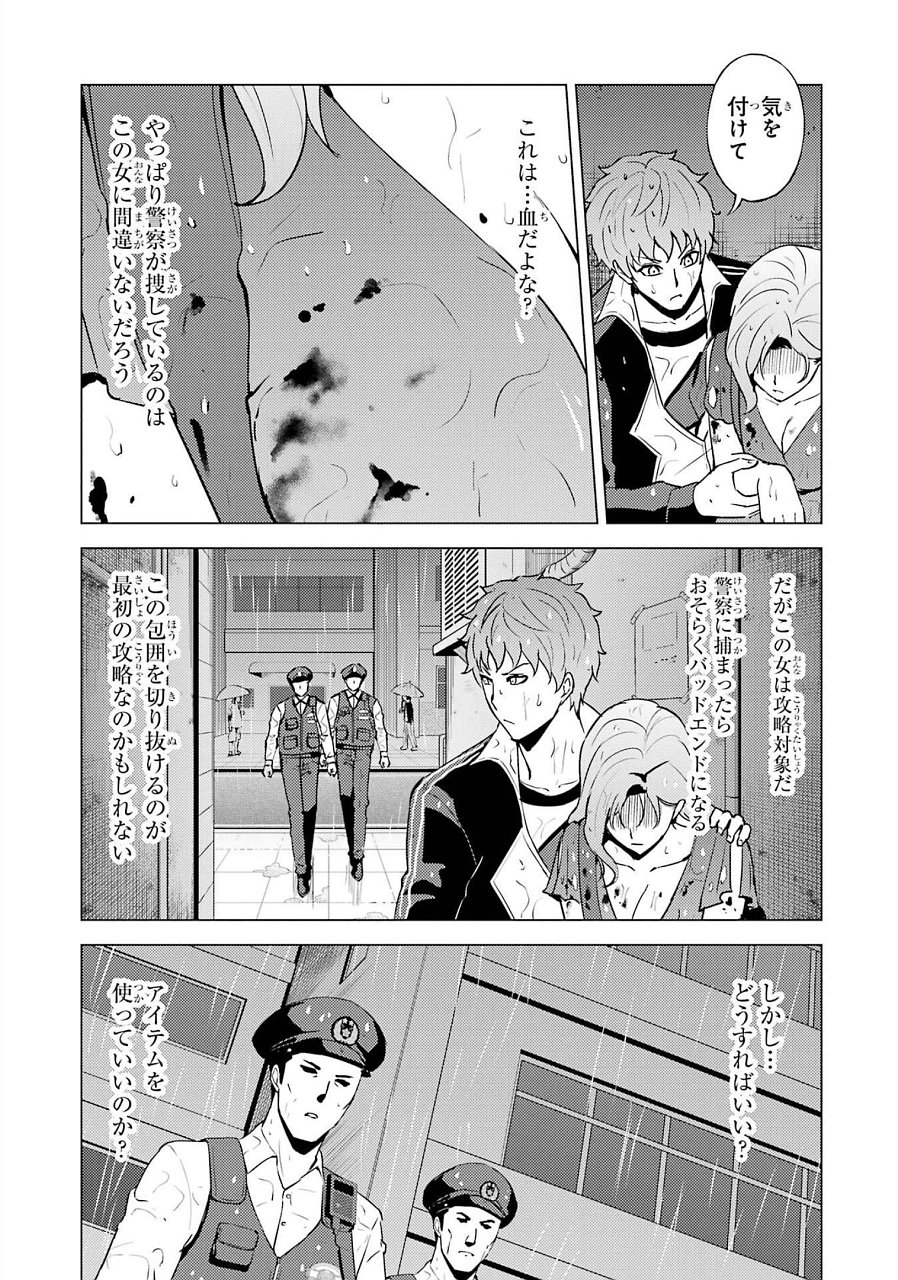 気を
付けて
これは…血だよな？
やっぱり警察が捜しているのは
この女に間違いないだろう
だがこの女は攻略対象だ
警察に捕まったら
おそらくバッドエンドになる
この包囲を切り抜けるのが
最初の攻略なのかもしれない
しかし…
どうすればいい？
アイテムを
使っていいのか？